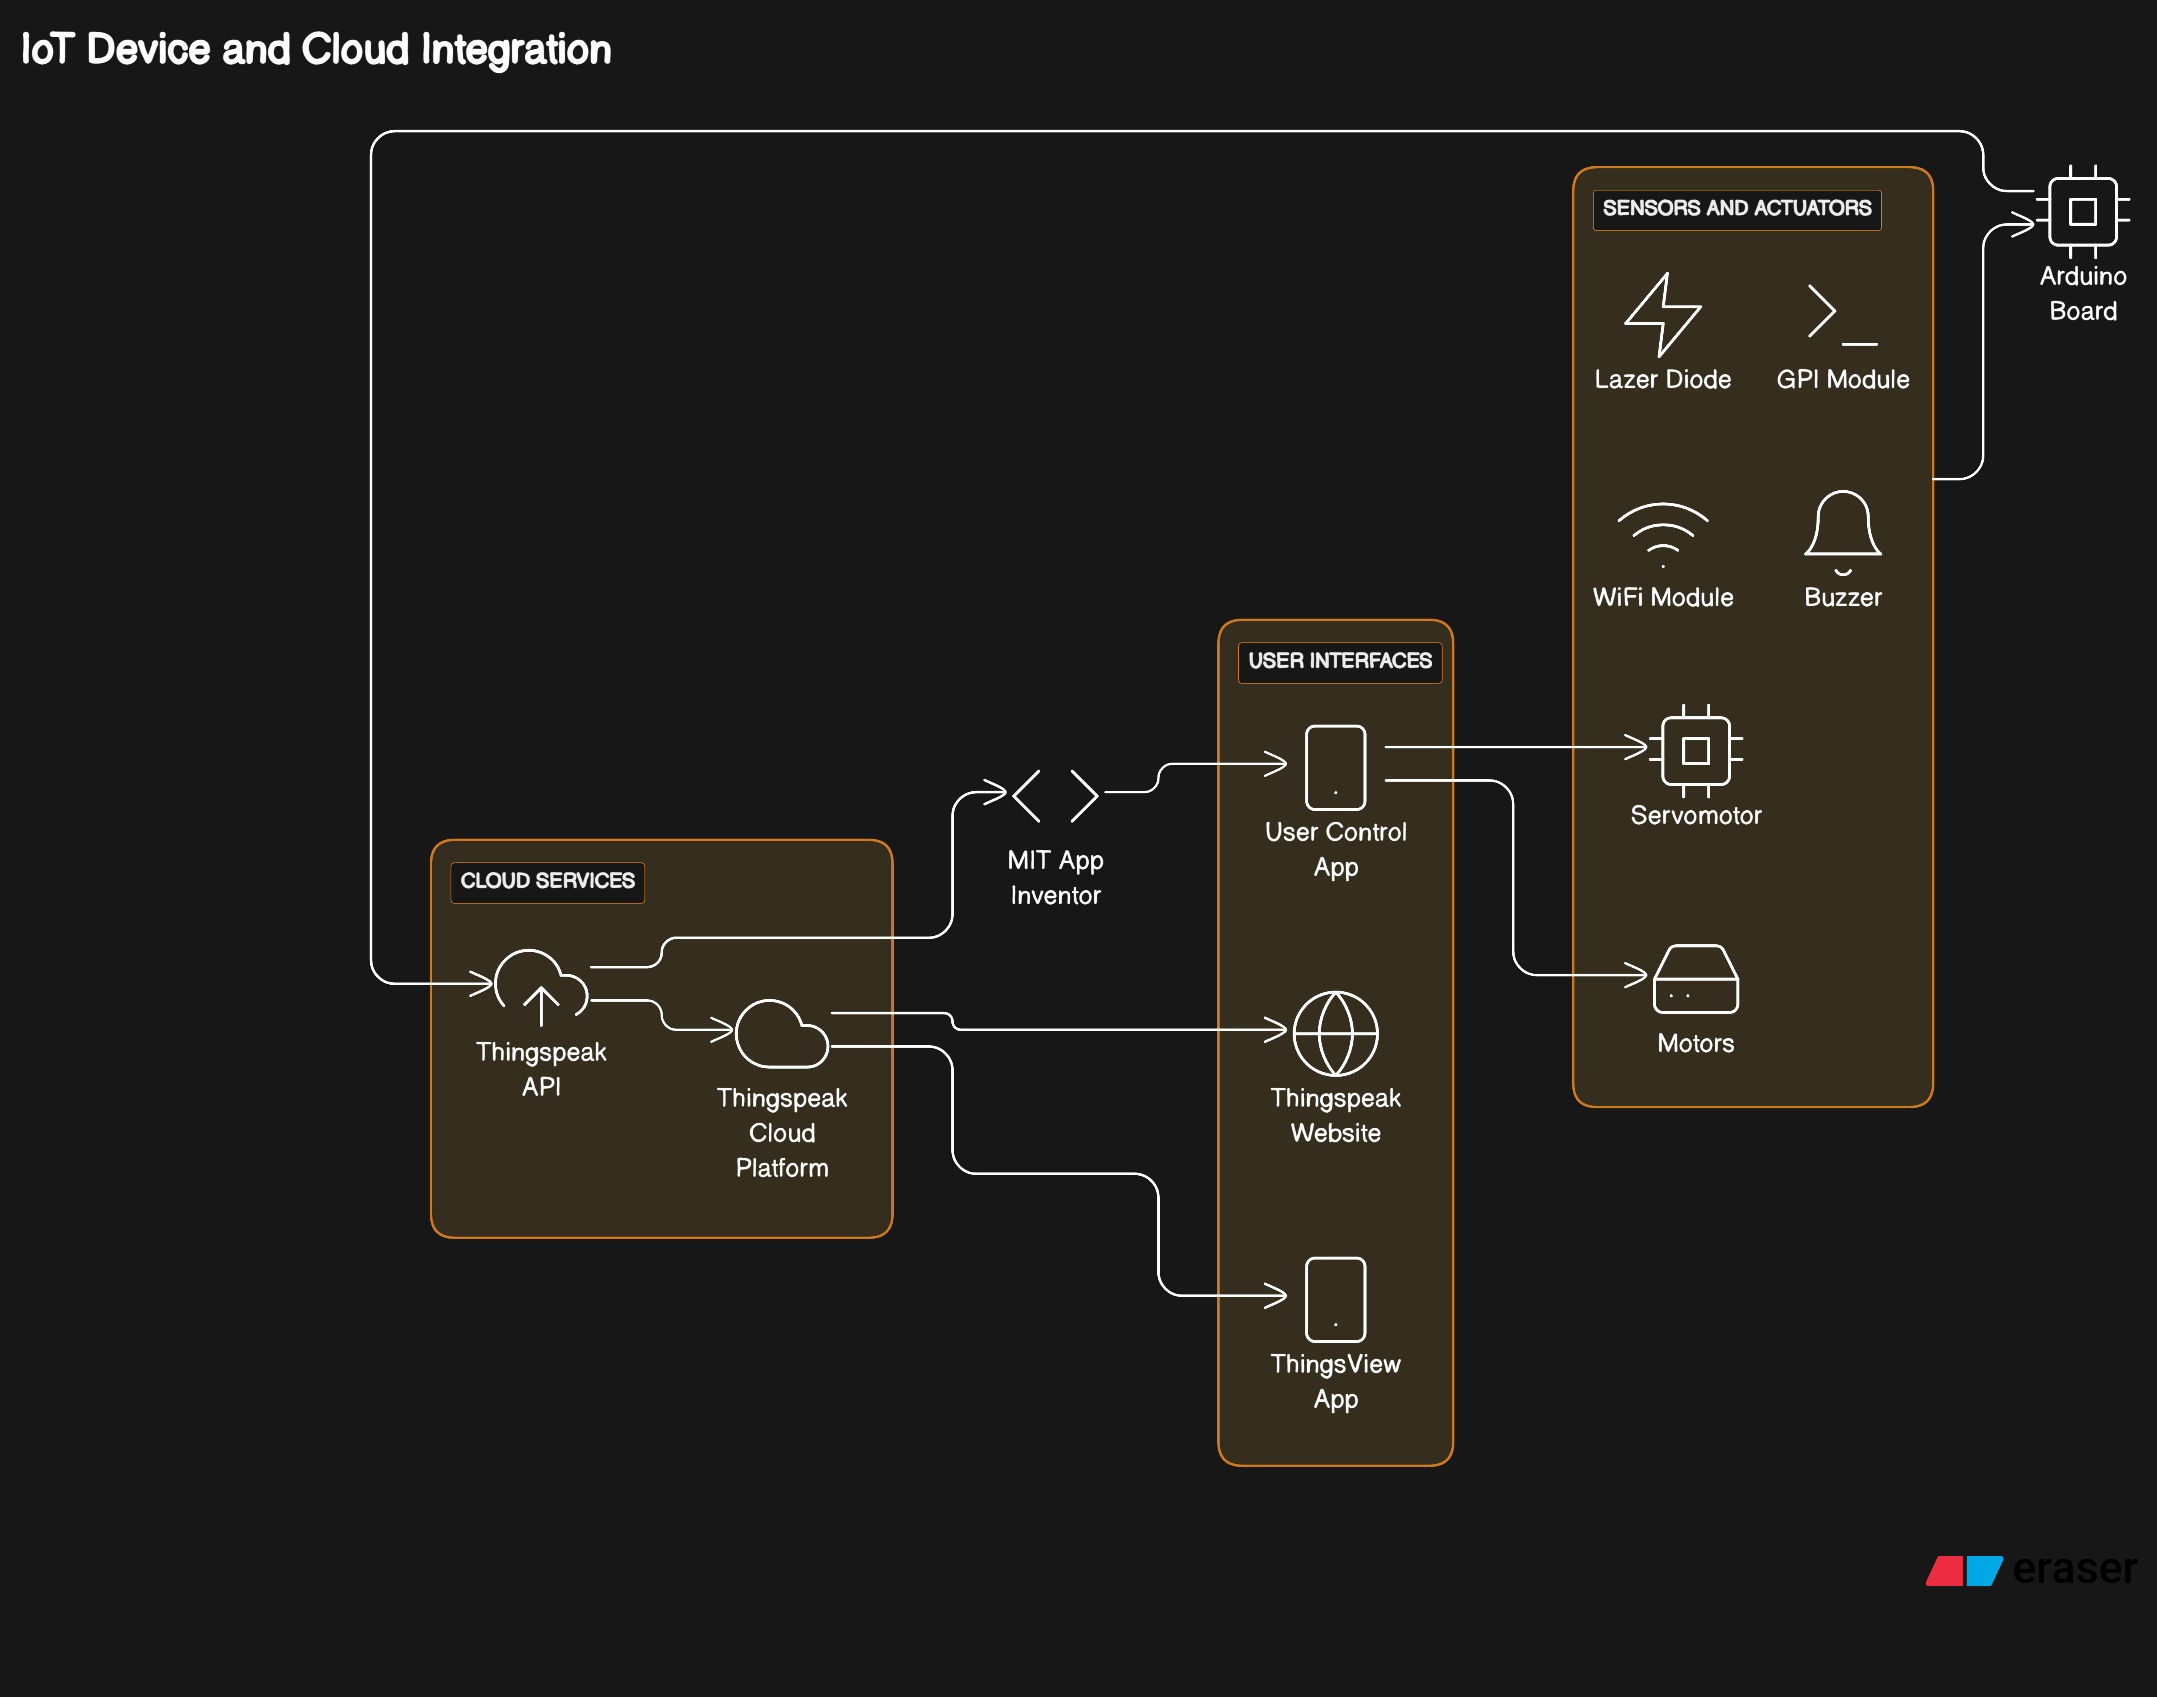 IoT Device and Cloud Integration
SENSORS AND ACTUATORS
Arduino
Board
Lazer Diode
GPI Module
WiFi Module
Buzzer
USER INTERFACES
Servomotor
User Control
App
MIT App
Inventor
CLOUD SERVICES
Motors
Thingspeak
API
Thingspeak
Cloud
Platform
Thingspeak
Website
ThingsView
App
eraser